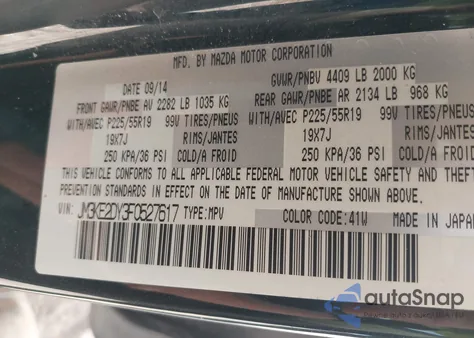 MFD. BY MAZDA MOTOR CORPORATION
DATE 09/14 GVWR/PNBV 4409 LB 2000 KG
FRONT GAWR/PNBE AV 2282 LB 1035 KG REAR GAWR/PNBE AR 2134 LB 968 KG
WITH/AVEC P225/55R19 99V TIRES/PNEUS WITH/AVEC P225/55R19 99V TIRES/PNEUS
19X7J RIMS/JANTES 19X7J RIMS/JANTES
250 KPA/36 PSI COLD/A FROID 250 KPA/36 PSI COLD/A FROID
THIS VEHICLE CONFORMS TO ALL APPLICABLE FEDERAL MOTOR VEHICLE SAFETY AND THEFT
PREVENTION STANDARDS IN EFFECT ON THE DATE OF MANUFACTURE SHOWN ABOVE.
VIN: JM3KE2DY3F0527617 TYPE:MPV COLOR CODE:41W MADE IN JAPAN
autoSnap